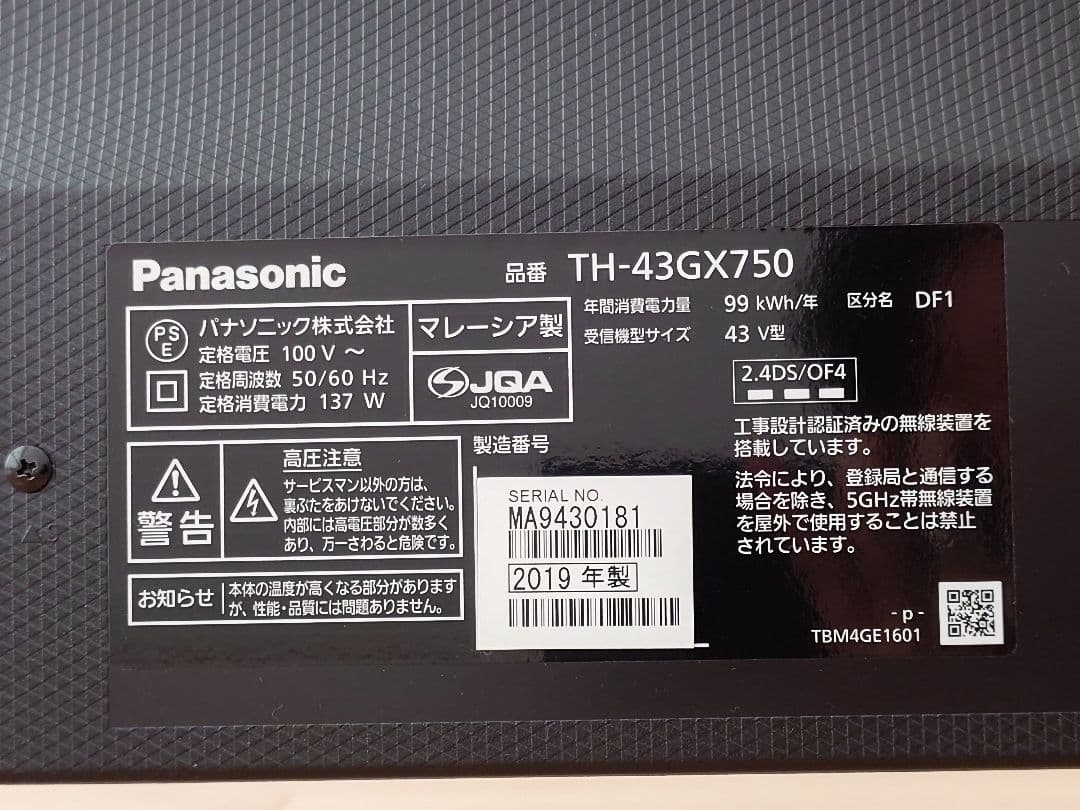 Panasonic
品番 TH-43GX750
年間消費電力量 99 kWh/年 区分名 DF1
受信機型サイズ 43 V型
PS
E
パナソニック株式会社
定格電圧 100 V ～
定格周波数 50/60 Hz
定格消費電力 137 W
マレーシア製
JQA
JQ10009
2.4DS/OF4
工事設計認証済みの無線装置を
搭載しています。
法令により、登録局と通信する
場合を除き、5GHz帯無線装置
を屋外で使用することは禁止
されています。
警告
高圧注意
サービスマン以外の方は、
裏ぶたをあけないでください。
内部には高電圧部分が数多く
あり、万一さわると危険です。
お知らせ
本体の温度が高くなる部分があります
が、性能・品質には問題ありません。
製造番号
SERIAL NO.
MA9430181
2019 年製
- p -
TBM4GE1601